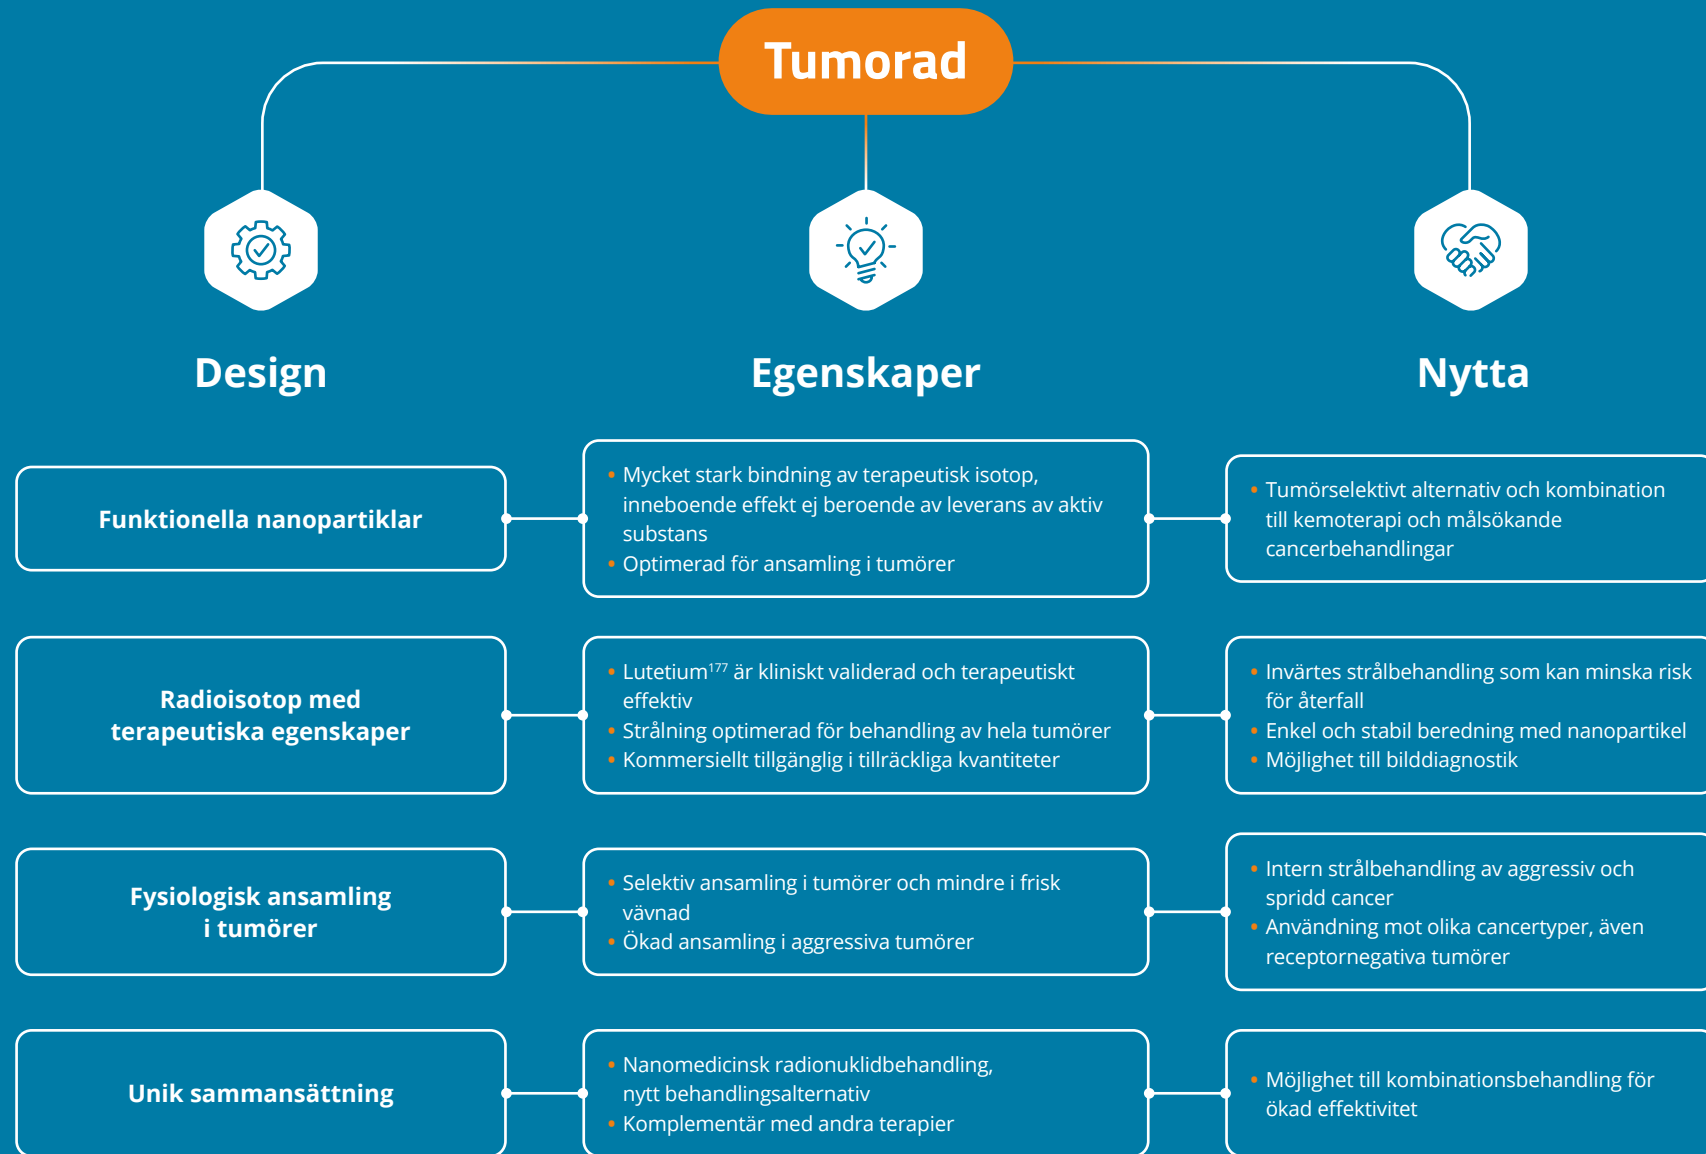 Tumorad
Design
Egenskaper
Nytta
Funktionella nanopartiklar
• Mycket stark bindning av terapeutisk isotop,
inneboende effekt ej beroende av leverans av aktiv
substans
• Optimerad för ansamling i tumörer
• Tumörselektivt alternativ och kombination
till kemoterapi och målsökande
cancerbehandlingar
Radioisotop med
terapeutiska egenskaper
• Lutetium¹⁷⁷ är kliniskt validerad och terapeutiskt
effektiv
• Strålning optimerad för behandling av hela tumörer
• Kommersiellt tillgänglig i tillräckliga kvantiteter
• Invärtes strålbehandling som kan minska risk
för återfall
• Enkel och stabil beredning med nanopartikel
• Möjlighet till bilddiagnostik
Fysiologisk ansamling
i tumörer
• Selektiv ansamling i tumörer och mindre i frisk
vävnad
• Ökad ansamling i aggressiva tumörer
• Intern strålbehandling av aggressiv och
spridd cancer
• Användning mot olika cancertyper, även
receptornegativa tumörer
Unik sammansättning
• Nanomedicinsk radionuklidbehandling,
nytt behandlingsalternativ
• Komplementär med andra terapier
• Möjlighet till kombinationsbehandling för
ökad effektivitet